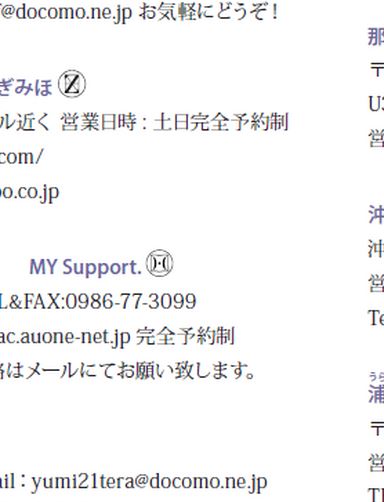 @docomo.ne.jp お気軽にどうぞ!
ぎみほ
ル近く 営業日時：土日完全予約制
com/
oo.co.jp
MY Support.
L&FAX:0986-77-3099
ac.auone-net.jp 完全予約制
はメールにてお願い致します。
ail：yumi21tera@docomo.ne.jp
那
〒
U3
営
沖
沖
営
Te
うら
浦
〒
営